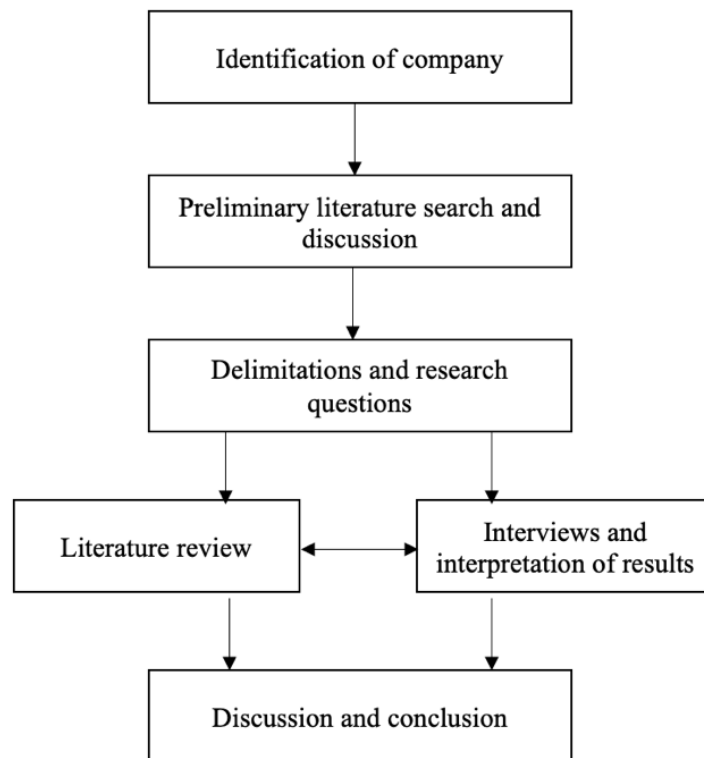 Identification of company
Preliminary literature search and
discussion
Delimitations and research
questions
Literature review
Interviews and
interpretation of results
Discussion and conclusion